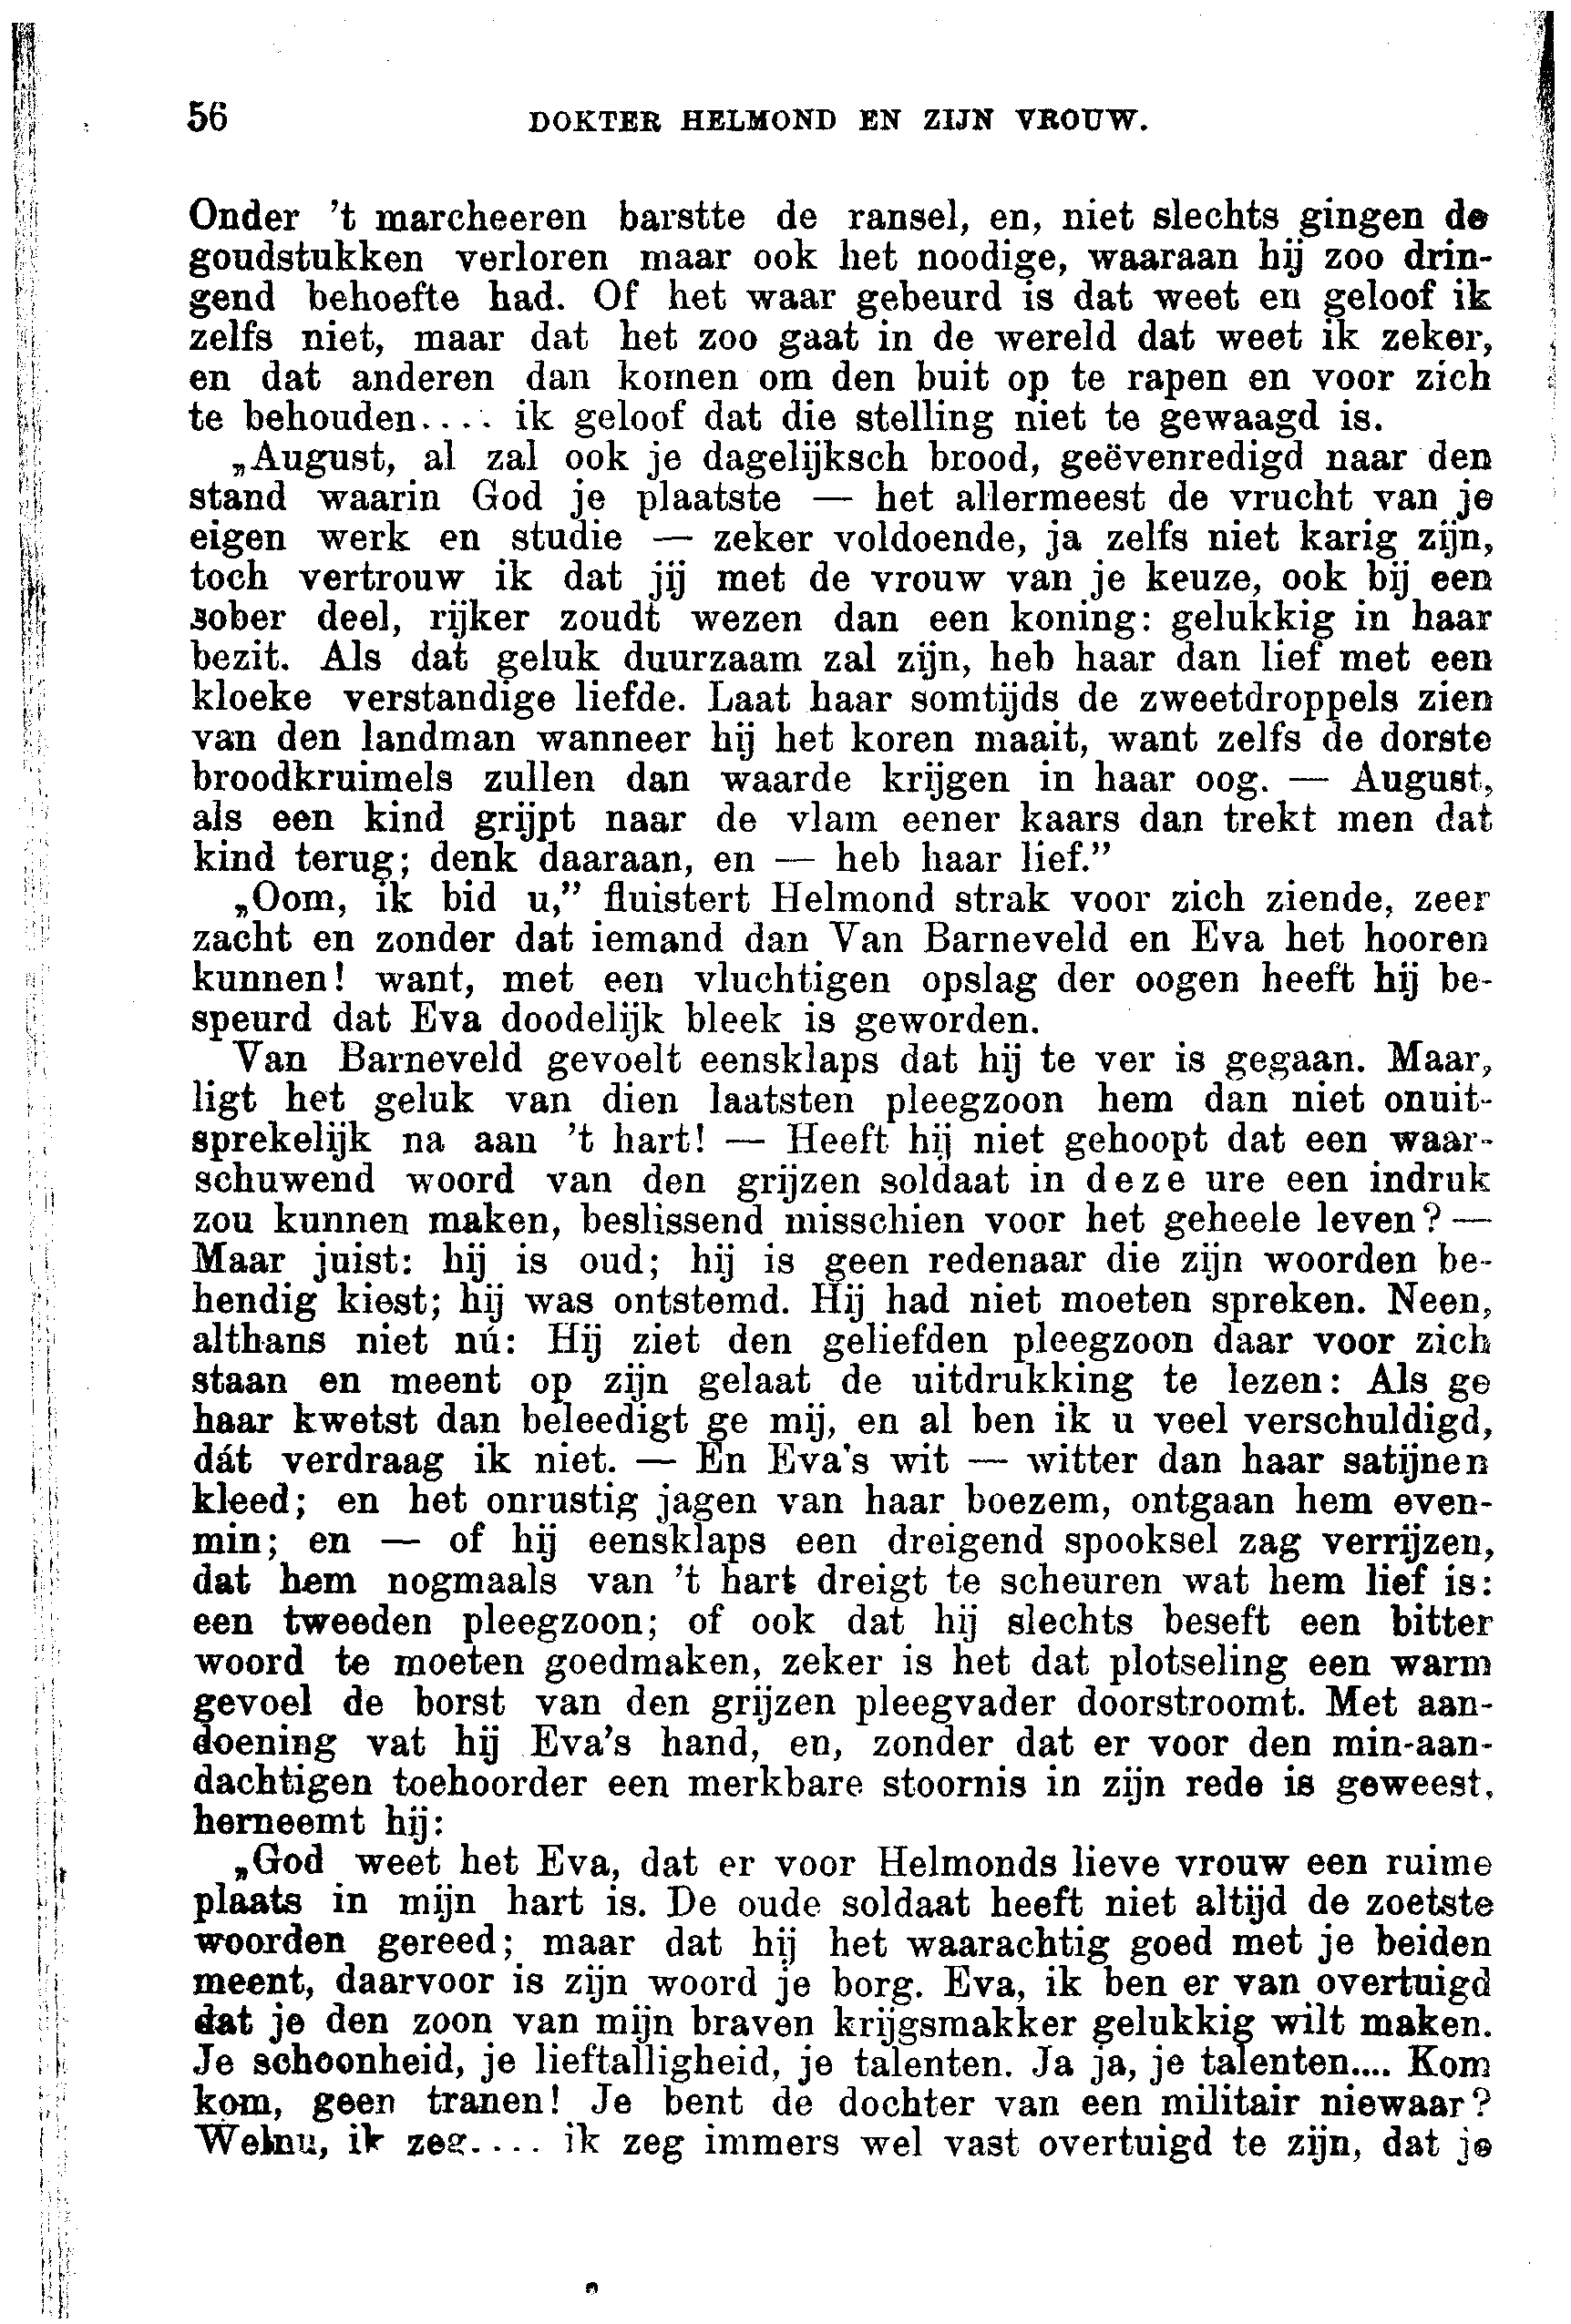 56 DOKTER HELMOND EN ZIJN VROUW.
Onder 't marcheeren barstte de ransel, en, niet slechts gingen de
goudstukken verloren maar ook het noodige, waaraan hij zoo drin-
gend behoefte had. Of het waar gebeurd is dat weet en geloof ik
zelfs niet, maar dat het zoo gaat in de wereld dat weet ik zeker,
en dat anderen dan komen om den buit op te rapen en voor zich
te behouden.... ik geloof dat die stelling niet te gewaagd is.
„August, al zal ook je dagelijksch brood, geëvenredigd naar den
stand waarin God je plaatste — het allermeest de vrucht van je
eigen werk en studie — zeker voldoende, ja zelfs niet karig zijn,
toch vertrouw ik dat jij met de vrouw van je keuze, ook bij een
sober deel, rijker zoudt wezen dan een koning: gelukkig in haar
bezit. Als dat geluk duurzaam zal zijn, heb haar dan lief met een
kloeke verstandige liefde. Laat haar somtijds de zweetdroppels zien
van den landman wanneer hij het koren maait, want zelfs de dorste
broodkruimels zullen dan waarde krijgen in haar oog. — August,
als een kind grijpt naar de vlam eener kaars dan trekt men dat
kind terug; denk daaraan, en — heb haar lief.”
„Oom, ik bid u,” fluistert Helmond strak voor zich ziende, zeer
zacht en zonder dat iemand dan Van Barneveld en Eva het hooren
kunnen! want, met een vluchtigen opslag der oogen heeft hij be-
speurd dat Eva doodelijk bleek is geworden.
Van Barneveld gevoelt eensklaps dat hij te ver is gegaan. Maar,
ligt het geluk van dien laatsten pleegzoon hem dan niet onuit-
sprekelijk na aan 't hart! — Heeft hij niet gehoopt dat een waar-
schuwend woord van den grijzen soldaat in deze ure een indruk
zou kunnen maken, beslissend misschien voor het geheele leven? —
Maar juist: hij is oud; hij is geen redenaar die zijn woorden be-
hendig kiest; hij was ontstemd. Hij had niet moeten spreken. Neen,
althans niet nú: Hij ziet den geliefden pleegzoon daar voor zich
staan en meent op zijn gelaat de uitdrukking te lezen: Als ge
haar kwetst dan beleedigt ge mij, en al ben ik u veel verschuldigd,
dát verdraag ik niet. — En Eva's wit — witter dan haar satijnen
kleed; en het onrustig jagen van haar boezem, ontgaan hem even-
min; en — of hij eensklaps een dreigend spooksel zag verrijzen,
dat hem nogmaals van 't hart dreigt te scheuren wat hem lief is:
een tweeden pleegzoon; of ook dat hij slechts beseft een bitter
woord te moeten goedmaken, zeker is het dat plotseling een warm
gevoel de borst van den grijzen pleegvader doorstroomt. Met aan-
doening vat hij Eva's hand, en, zonder dat er voor den min-aan-
dachtigen toehoorder een merkbare stoornis in zijn rede is geweest,
herneemt hij:
„God weet het Eva, dat er voor Helmonds lieve vrouw een ruime
plaats in mijn hart is. De oude soldaat heeft niet altijd de zoetste
woorden gereed; maar dat hij het waarachtig goed met je beiden
meent, daarvoor is zijn woord je borg. Eva, ik ben er van overtuigd
dat je den zoon van mijn braven krijgsmakker gelukkig wilt maken.
Je schoonheid, je lieftalligheid, je talenten. Ja ja, je talenten.... Kom
kom, geen tranen! Je bent de dochter van een militair niewaar?
Welnu, ik zeg.... ik zeg immers wel vast overtuigd te zijn, dat je